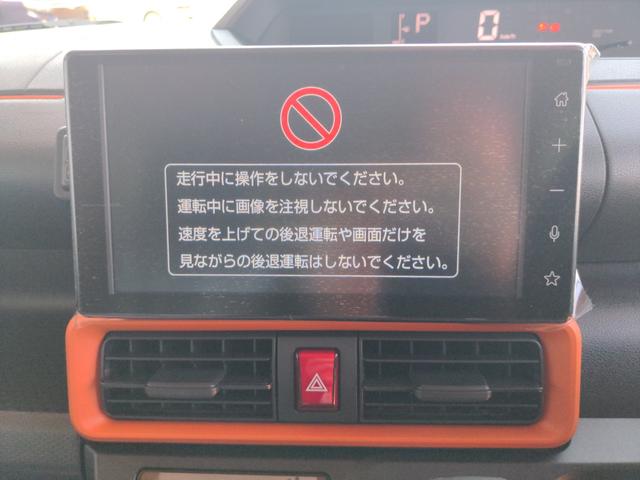 P 0 km/h
走行中に操作をしないでください。
運転中に画像を注視しないでください。
速度を上げての後退運転や画面だけを
見ながらの後退運転はしないでください。